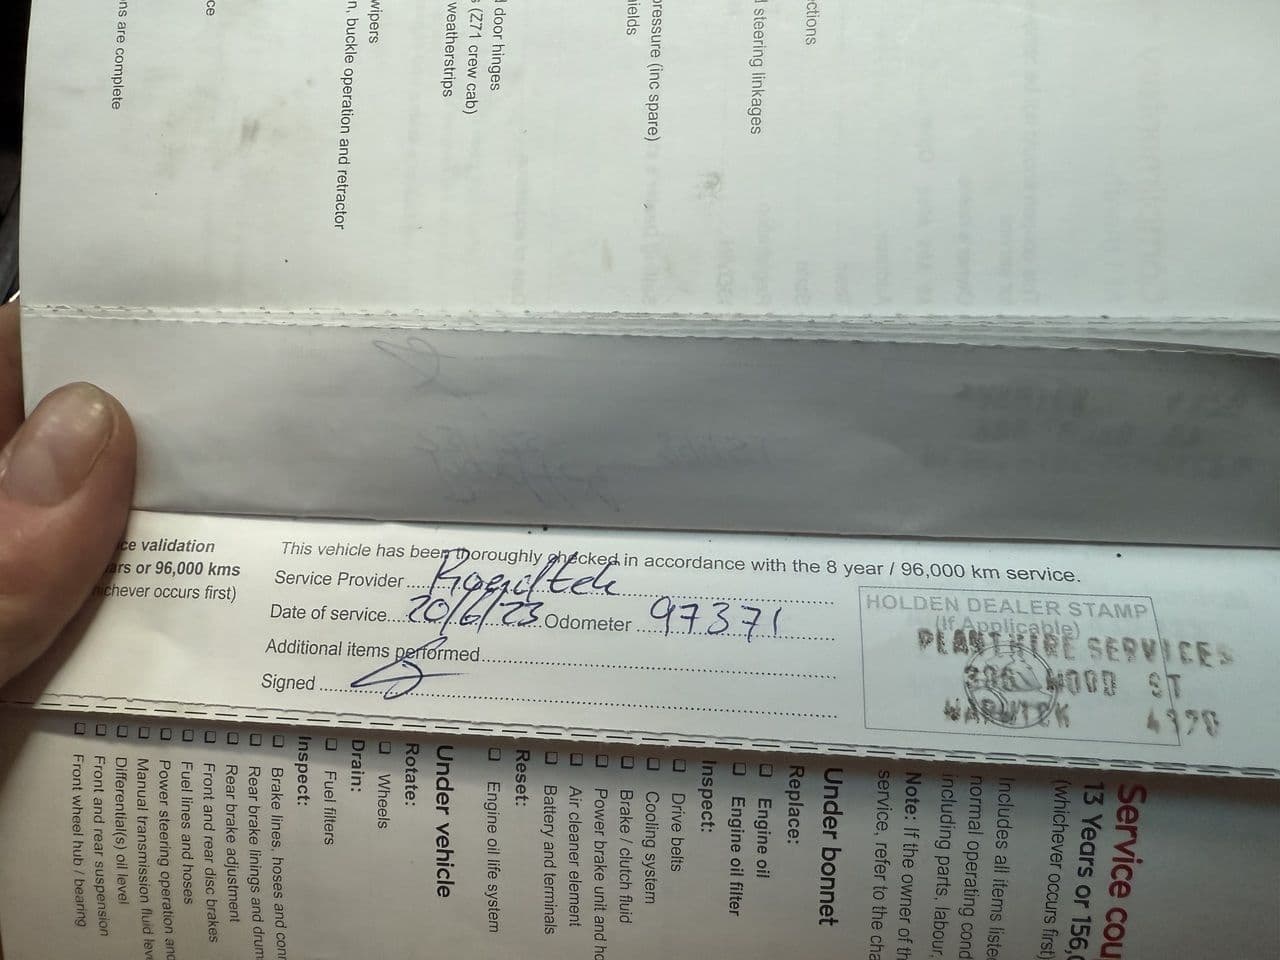 ctions
d steering linkages
ressure (inc spare)
ields
d door hinges
s (Z71 crew cab)
weatherstrips
wipers
n, buckle operation and retractor
ce
ns are complete
ce validation
ars or 96,000 kms
ichever occurs first)
This vehicle has been thoroughly checked in accordance with the 8 year / 96,000 km service.
Service Provider
Date of service 20/6/23 Odometer 97371
Additional items performed
Signed
HOLDEN DEALER STAMP
(If Applicable)
PLANT HIRE SERVICES
WOOD ST
WARWICK 4370
Service cou
13 Years or 156,
(Whichever occurs first)
Includes all items liste
normal operating cond
including parts, labour,
Note: If the owner of th
service, refer to the cha
Under bonnet
Replace:
❑ Engine oil
❑ Engine oil filter
Inspect:
❑ Drive belts
❑ Cooling system
❑ Brake / clutch fluid
❑ Power brake unit and ho
❑ Air cleaner element
❑ Battery and terminals
Reset:
❑ Engine oil life system
Under vehicle
Rotate:
❑ Wheels
Drain:
❑ Fuel filters
Inspect:
❑ Brake lines, hoses and conn
❑ Rear brake linings and drum
❑ Rear brake adjustment
❑ Front and rear disc brakes
❑ Fuel lines and hoses
❑ Power steering operation and
❑ Manual transmission fluid leve
❑ Differential(s) oil level
❑ Front and rear suspension
❑ Front wheel hub / bearing